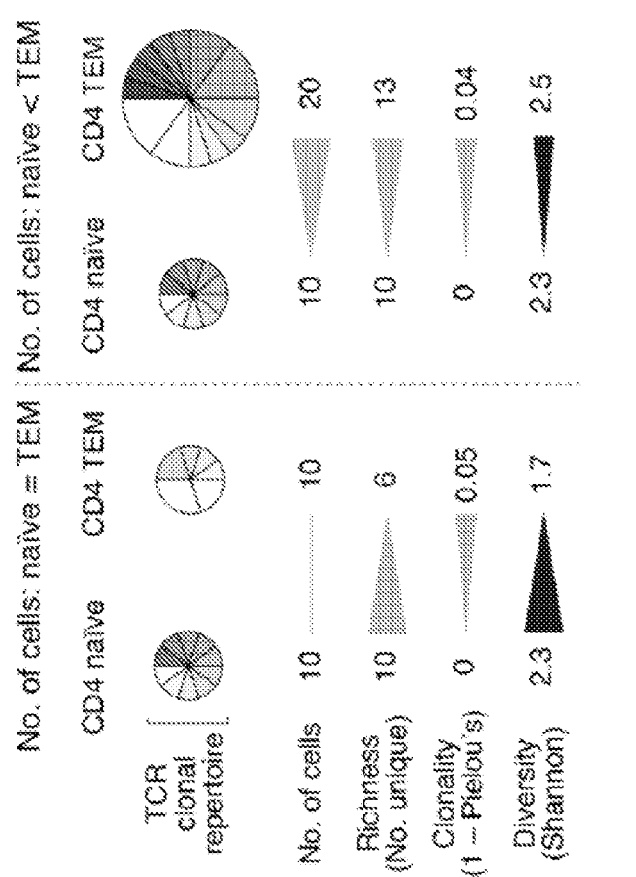 No. of cells: naïve = TEM
No. of cells: naïve < TEM
CD4 naïve
CD4 TEM
CD4 naïve
CD4 TEM
TCR
clonal
repertoire
No. of cells
10
10
10
20
Richness
(No. unique)
10
6
10
13
Clonality
(1 – Pielou's)
0
0.05
0
0.04
Diversity
(Shannon)
2.3
1.7
2.3
2.5